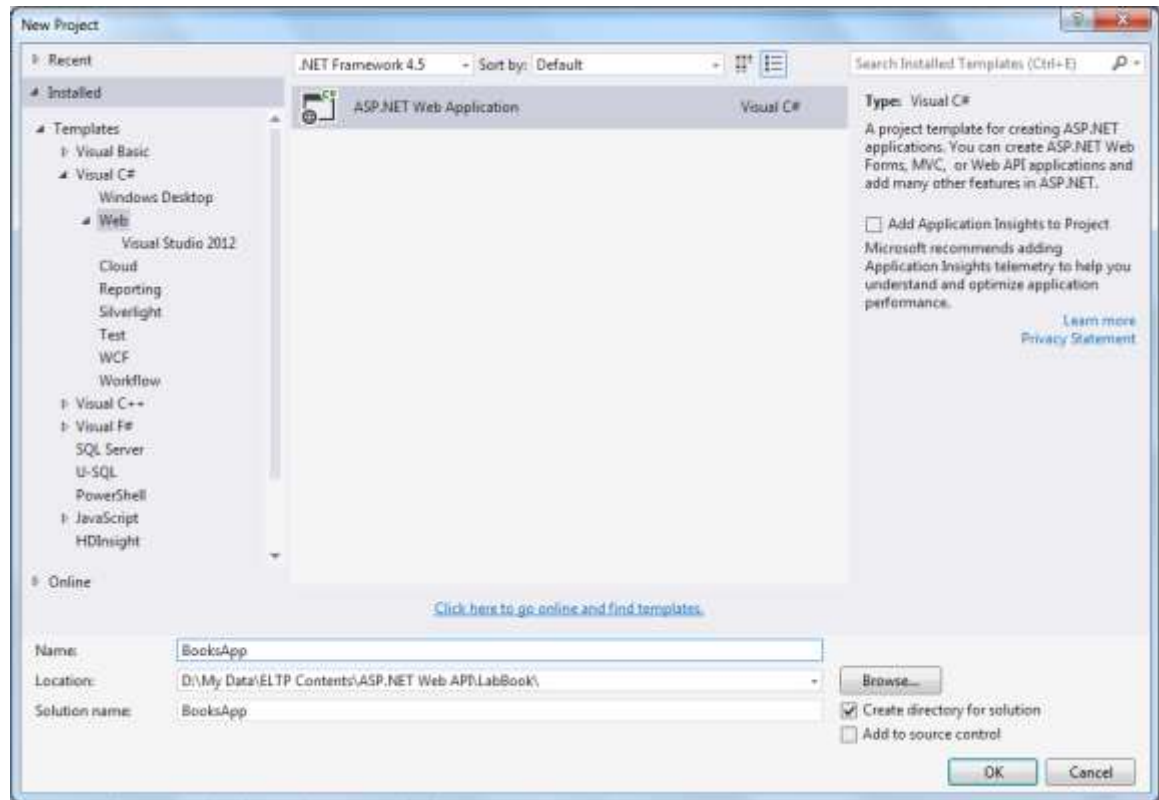 New Project
Recent
.NET Framework 4.5
Sort by: Default
Search Installed Templates (Ctrl+E)
Installed
Templates
Visual Basic
Visual C#
Windows Desktop
Web
Visual Studio 2012
Cloud
Reporting
Silverlight
Test
WCF
Workflow
Visual C++
Visual F#
SQL Server
U-SQL
PowerShell
JavaScript
HDInsight
Online
C#
ASP.NET Web Application
Visual C#
Type: Visual C#
A project template for creating ASP.NET
applications. You can create ASP.NET Web
Forms, MVC, or Web API applications and
add many other features in ASP.NET.
Add Application Insights to Project
Microsoft recommends adding
Application Insights telemetry to help you
understand and optimize application
performance.
Learn more
Privacy Statement
Click here to go online and find templates.
Name: BooksApp
Location: D:\My Data\ELTP Contents\ASP.NET Web API\LabBook\
Browse...
Solution name: BooksApp
Create directory for solution
Add to source control
OK
Cancel